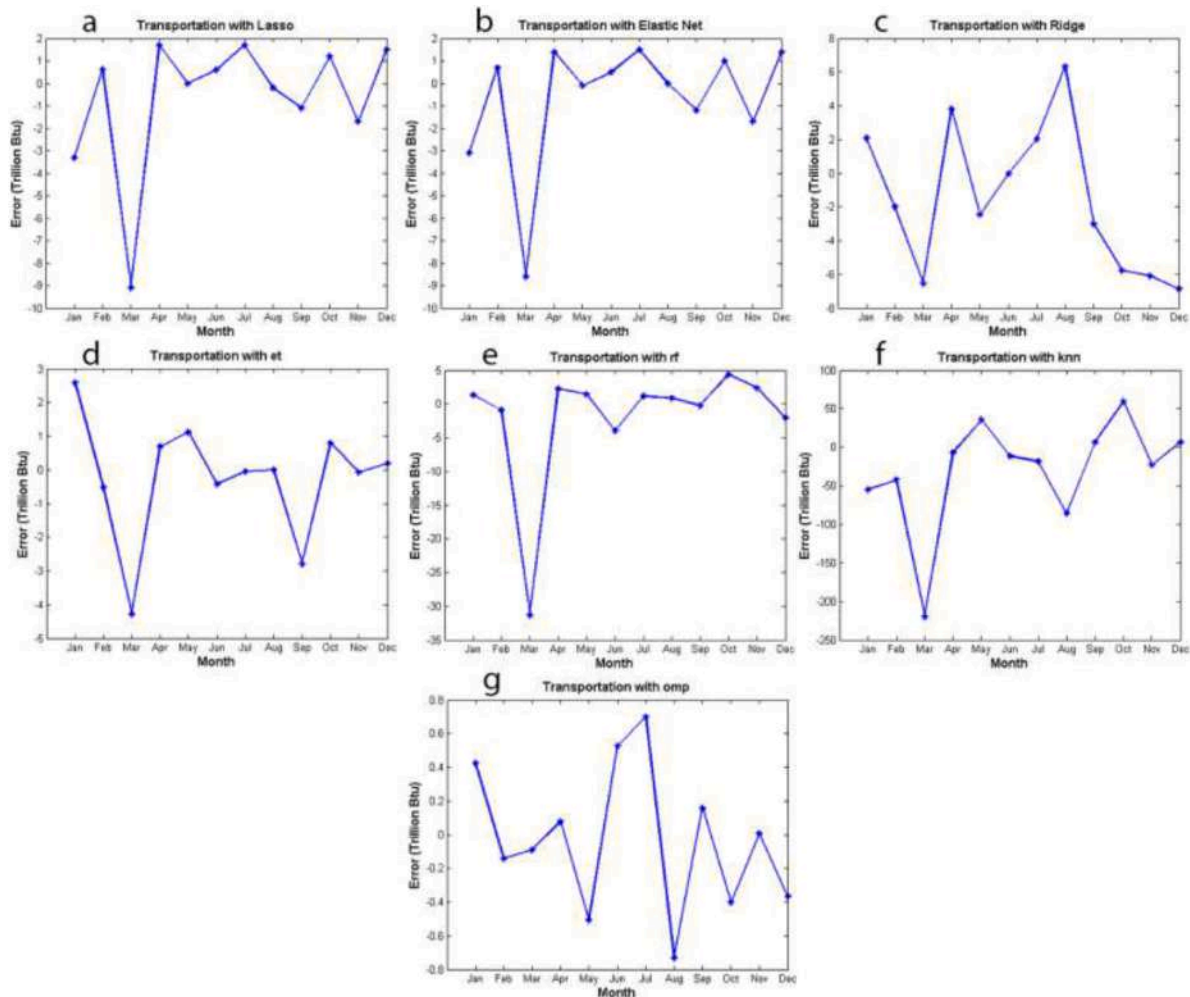 a Transportation with Lasso
2
1
0
-1
-2
-3
-4
-5
-6
-7
-8
-9
-10
Error (Trillion Btu)
Jan Feb Mar Apr May Jun Jul Aug Sep Oct Nov Dec
Month
b Transportation with Elastic Net
2
1
0
-1
-2
-3
-4
-5
-6
-7
-8
-9
-10
Error (Trillion Btu)
Jan Feb Mar Apr May Jun Jul Aug Sep Oct Nov Dec
Month
c Transportation with Ridge
8
6
4
2
0
-2
-4
-6
-8
Error (Trillion Btu)
Jan Feb Mar Apr May Jun Jul Aug Sep Oct Nov Dec
Month
d Transportation with et
3
2
1
0
-1
-2
-3
-4
-5
Error (Trillion Btu)
Jan Feb Mar Apr May Jun Jul Aug Sep Oct Nov Dec
Month
e Transportation with rf
5
0
-5
-10
-15
-20
-25
-30
-35
Error (Trillion Btu)
Jan Feb Mar Apr May Jun Jul Aug Sep Oct Nov Dec
Month
f Transportation with knn
100
50
0
-50
-100
-150
-200
-250
Error (Trillion Btu)
Jan Feb Mar Apr May Jun Jul Aug Sep Oct Nov Dec
Month
g Transportation with omp
0.8
0.6
0.4
0.2
0
-0.2
-0.4
-0.6
-0.8
Error (Trillion Btu)
Jan Feb Mar Apr May Jun Jul Aug Sep Oct Nov Dec
Month